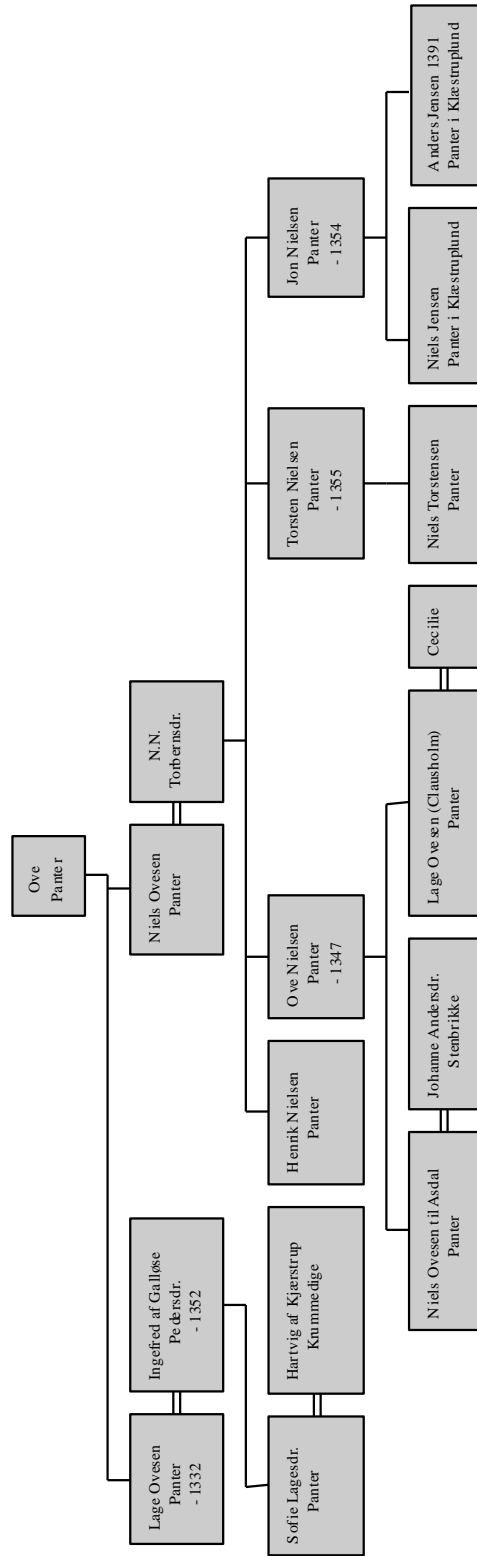 Ove
Panter
Lage Ovesen
Panter
- 1332
Ingefred af Galløse
Pedersdr.
- 1352
Niels Ovesen
Panter
N.N.
Torbernsdr.
Sofie Lagesdr.
Panter
Hartvig af Kjærstrup
Krummedige
Henrik Nielsen
Panter
Ove Nielsen
Panter
- 1347
Torsten Nielsen
Panter
- 1355
Jon Nielsen
Panter
- 1354
Niels Ovesen til Asdal
Panter
Johanne Andersdr.
Stenbrikke
Lage Ovesen (Clausholm)
Panter
Cecilie
Niels Torstensen
Panter
Niels Jensen
Panter i Klæstruplund
Anders Jensen 1391
Panter i Klæstruplund